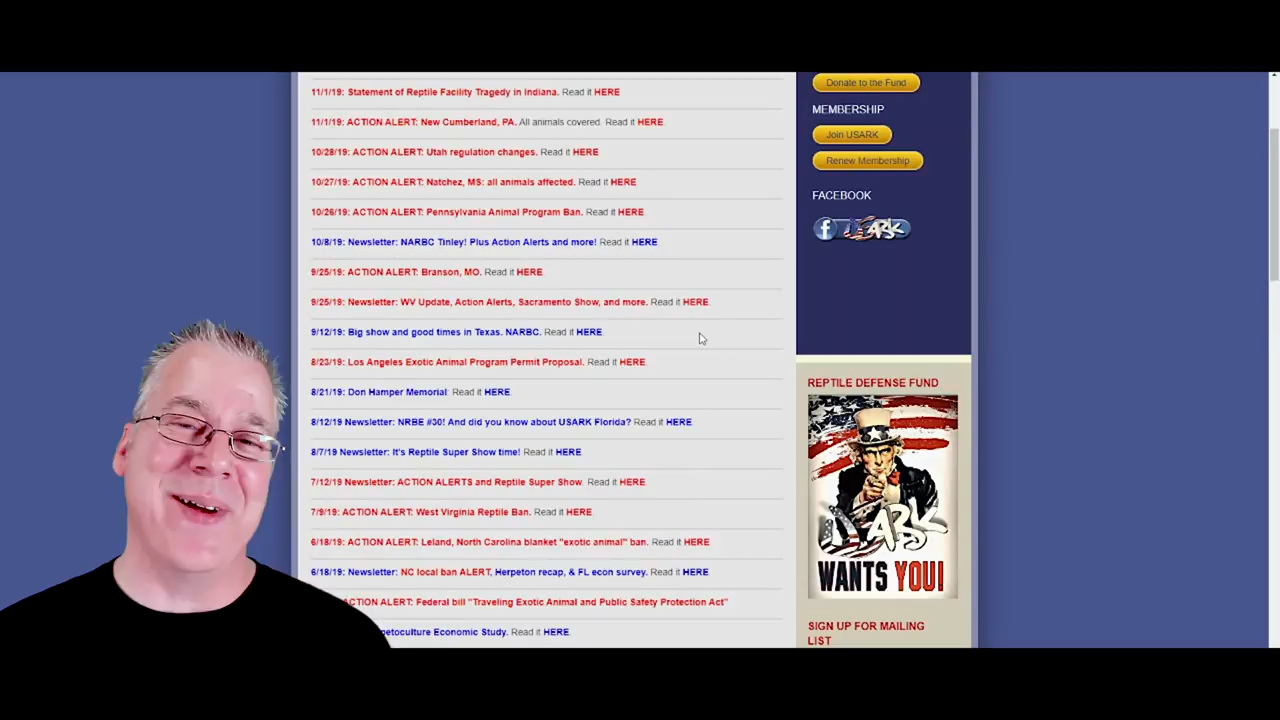 11/1/19: Statement of Reptile Facility Tragedy in Indiana. Read it HERE
11/1/19: ACTION ALERT: New Cumberland, PA. All animals covered. Read it HERE.
10/28/19: ACTION ALERT: Utah regulation changes. Read it HERE
10/27/19: ACTION ALERT: Natchez, MS: all animals affected. Read it HERE
10/26/19: ACTION ALERT: Pennsylvania Animal Program Ban. Read it HERE.
10/8/19: Newsletter: NARBC Tinley! Plus Action Alerts and more! Read it HERE
9/25/19: ACTION ALERT: Branson, MO. Read it HERE.
9/25/19: Newsletter: WV Update, Action Alerts, Sacramento Show, and more. Read it HERE.
9/12/19: Big show and good times in Texas. NARBC. Read it HERE.
8/23/19: Los Angeles Exotic Animal Program Permit Proposal. Read it HERE.
8/21/19: Don Hamper Memorial: Read it HERE.
8/12/19 Newsletter: NRBE #30! And did you know about USARK Florida? Read it HERE.
8/7/19 Newsletter: It's Reptile Super Show time! Read it HERE.
7/12/19 Newsletter: ACTION ALERTS and Reptile Super Show. Read it HERE.
7/9/19: ACTION ALERT: West Virginia Reptile Ban. Read it HERE.
6/18/19: ACTION ALERT: Leland, North Carolina blanket "exotic animal" ban. Read it HERE.
6/18/19: Newsletter: NC local ban ALERT, Herpeton recap, & FL econ survey. Read it HERE.
ACTION ALERT: Federal bill "Traveling Exotic Animal and Public Safety Protection Act"
petoculture Economic Study. Read it HERE.
Donate to the Fund
MEMBERSHIP
Join USARK
Renew Membership
FACEBOOK
f USARK
REPTILE DEFENSE FUND
USARK
WANTS YOU!
SIGN UP FOR MAILING
LIST